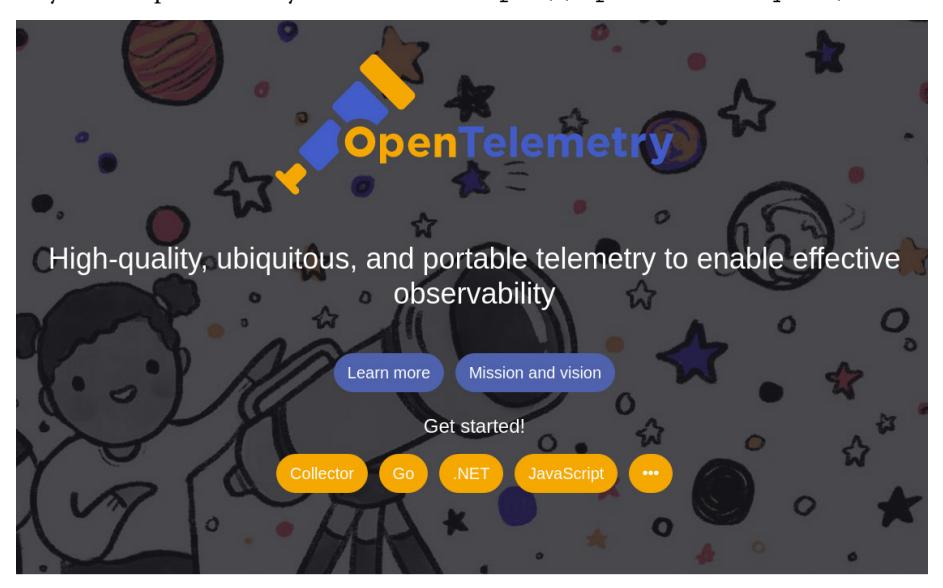 OpenTelemetry
High-quality, ubiquitous, and portable telemetry to enable effective
observability
Learn more Mission and vision
Get started!
Collector Go .NET JavaScript •••